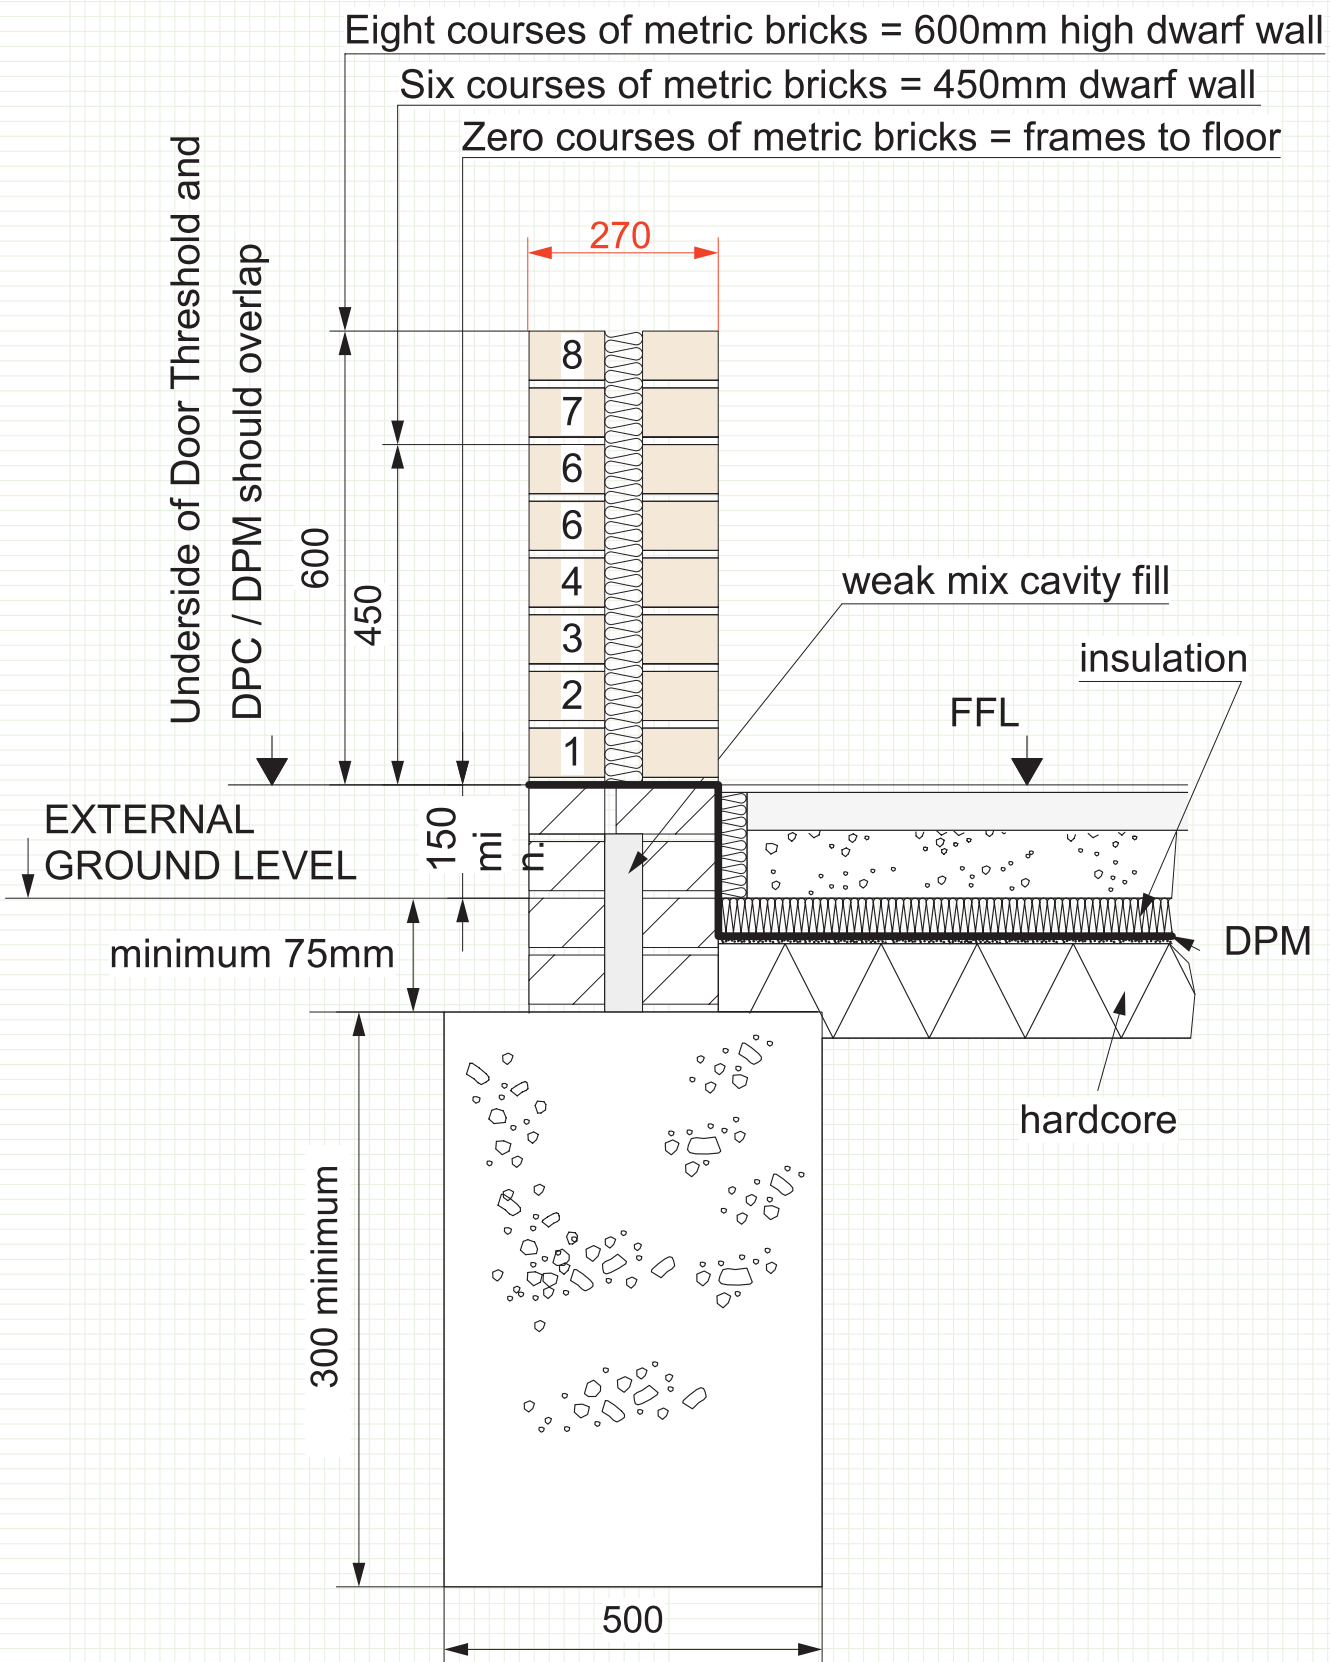 Eight courses of metric bricks = 600mm high dwarf wall
Six courses of metric bricks = 450mm dwarf wall
Zero courses of metric bricks = frames to floor
Underside of Door Threshold and
DPC / DPM should overlap
270
600
450
8
7
6
6
4
3
2
1
weak mix cavity fill
insulation
FFL
EXTERNAL
GROUND LEVEL
150
mi
n.
minimum 75mm
DPM
hardcore
300 minimum
500